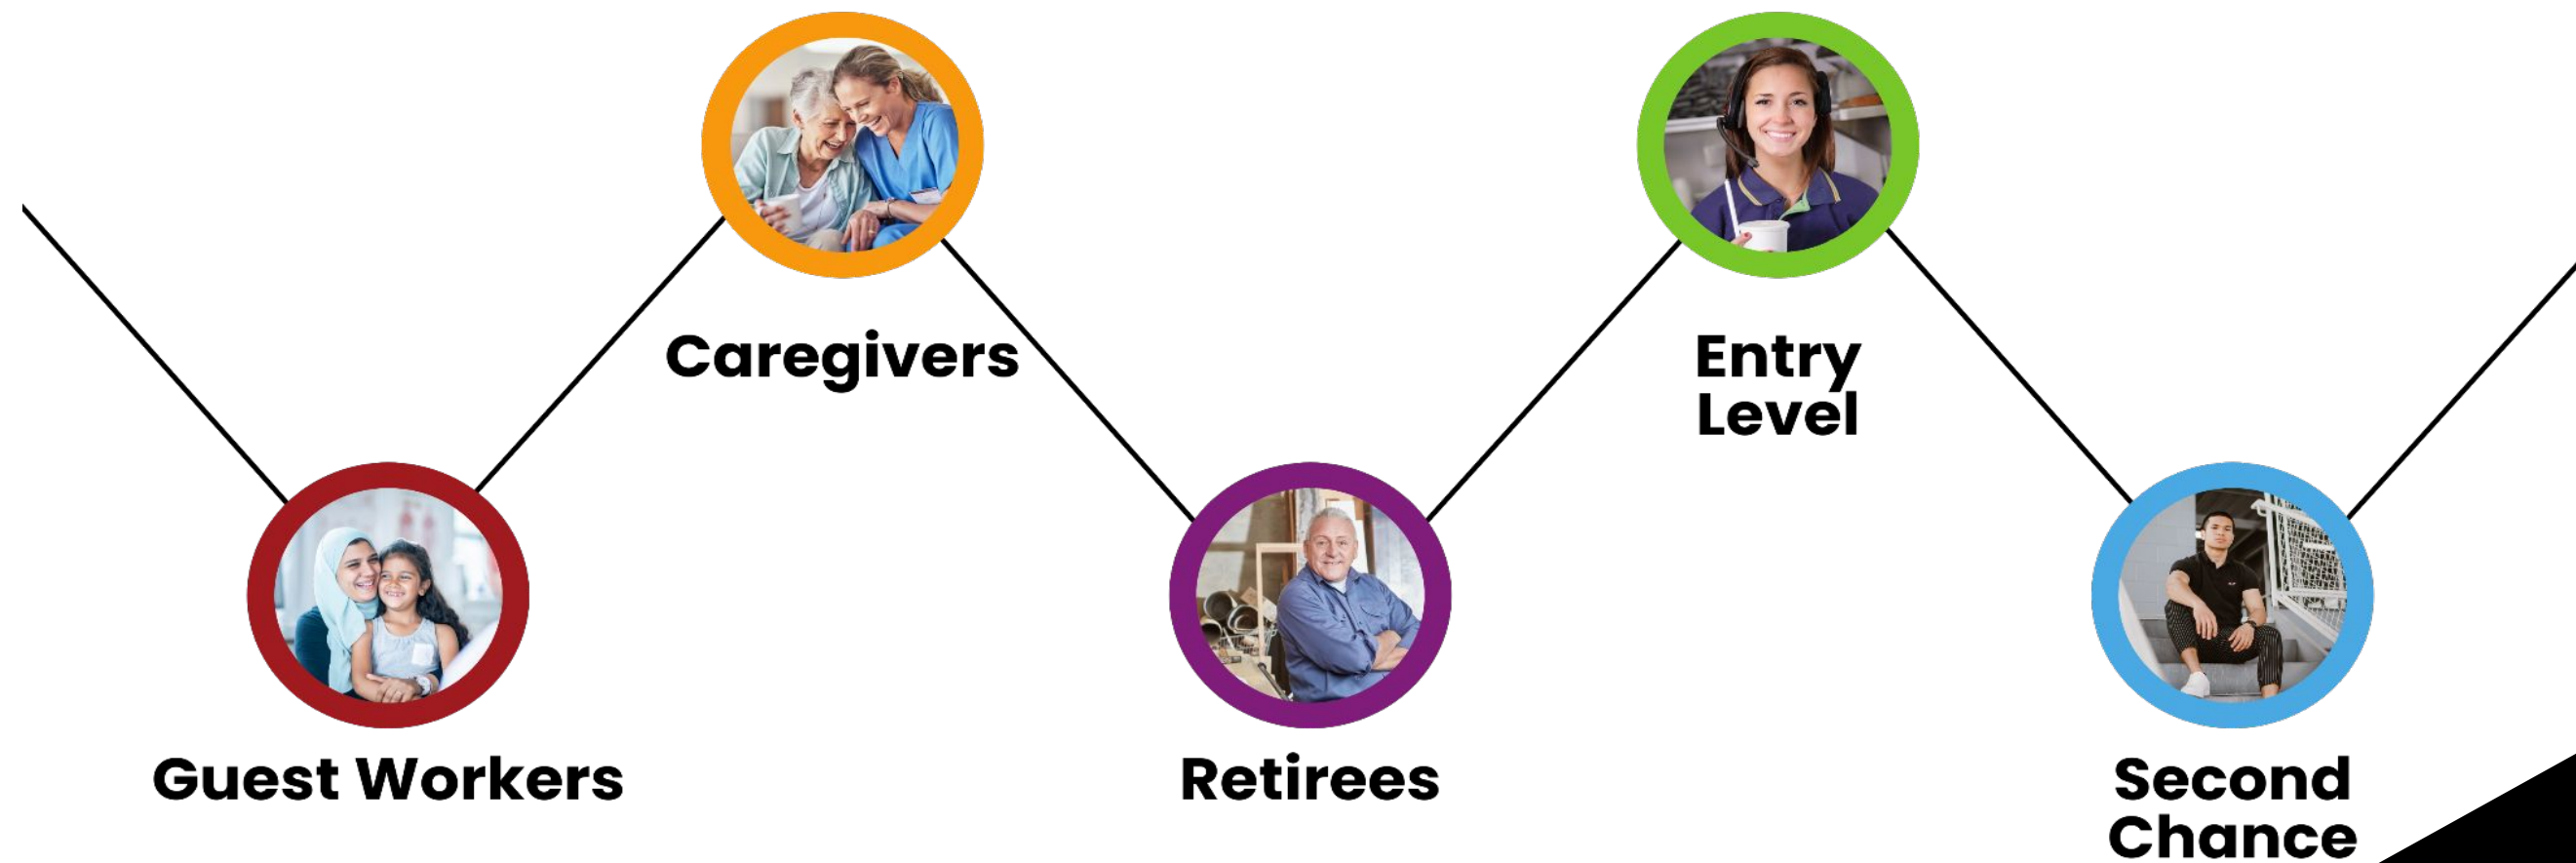 Caregivers
Entry
Level
Guest Workers
Retirees
Second
Chance